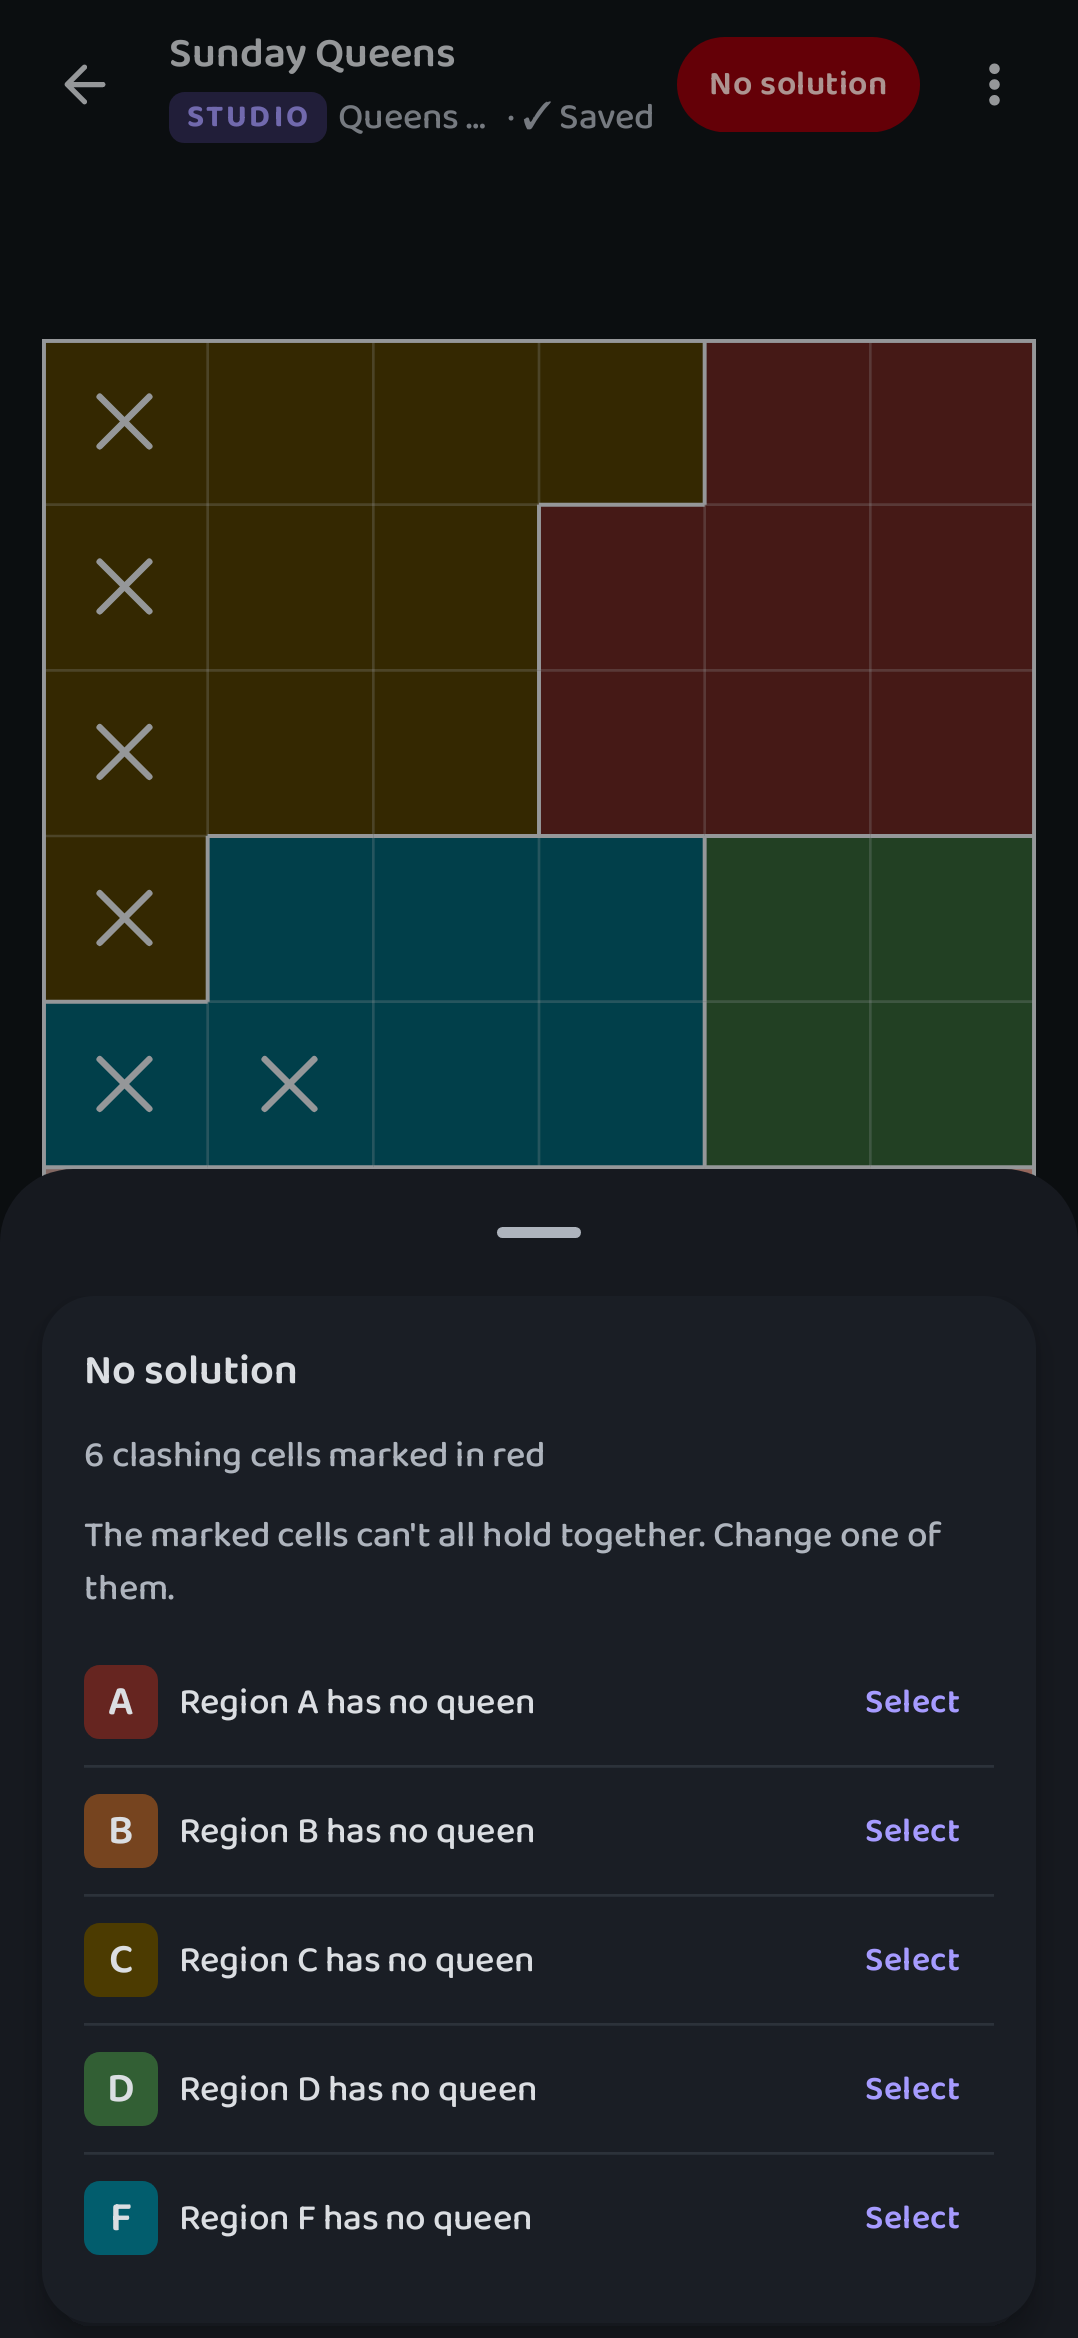 Sunday Queens
STUDIO Queens ... · ✓ Saved
No solution
No solution
6 clashing cells marked in red
The marked cells can't all hold together. Change one of
them.
A Region A has no queen Select
B Region B has no queen Select
C Region C has no queen Select
D Region D has no queen Select
F Region F has no queen Select